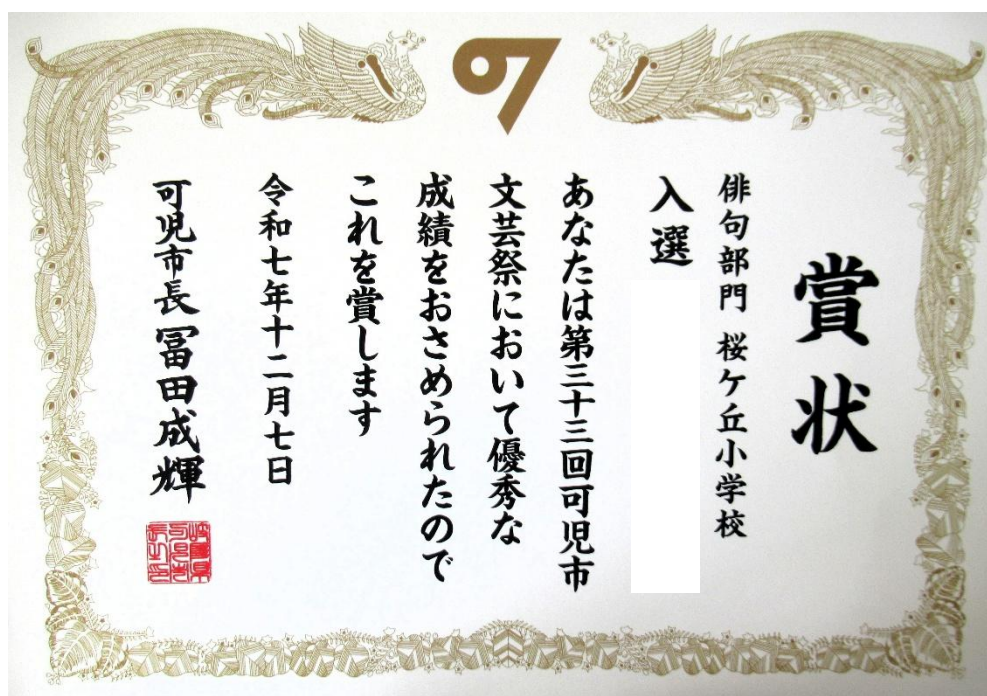 賞状
俳句部門 桜ケ丘小学校
入選
あなたは第三十三回可児市
文芸祭において優秀な
成績をおさめられたので
これを賞します
令和七年十二月七日
可児市長 冨田成輝